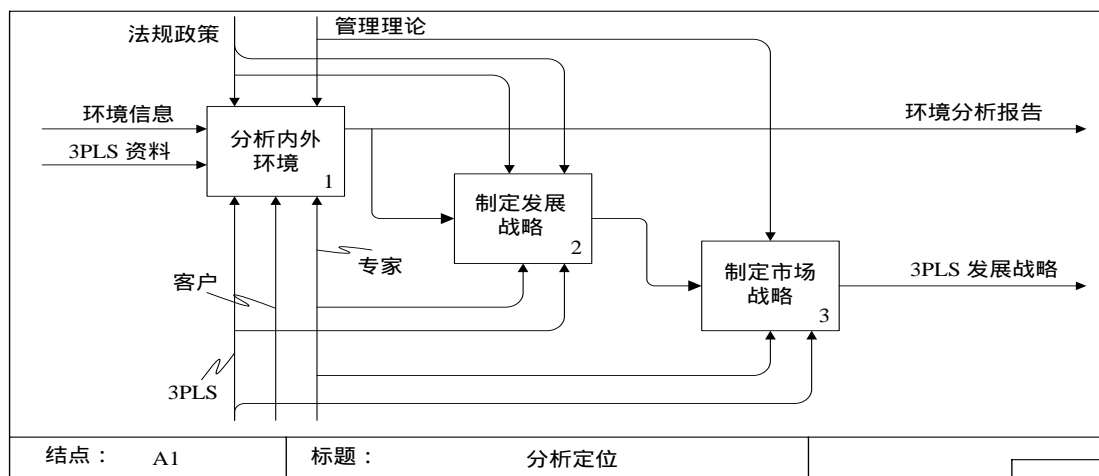 法规政策
管理理论
环境信息
3PLS 资料
分析内外
环境
1
环境分析报告
制定发展
战略
2
专家
客户
制定市场
战略
3
3PLS 发展战略
3PLS
结点： A1
标题： 分析定位